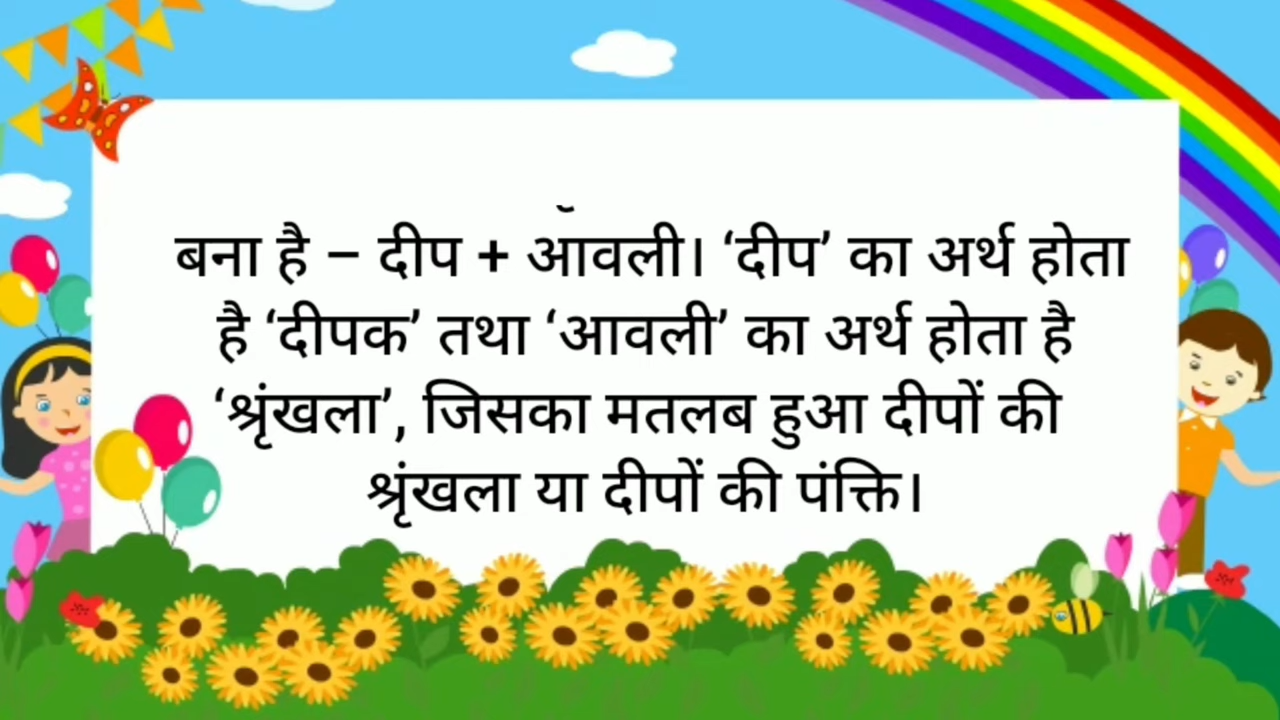 बना है – दीप + आवली। ‘दीप’ का अर्थ होता
है ‘दीपक’ तथा ‘आवली’ का अर्थ होता है
‘श्रृंखला’, जिसका मतलब हुआ दीपों की
श्रृंखला या दीपों की पंक्ति।